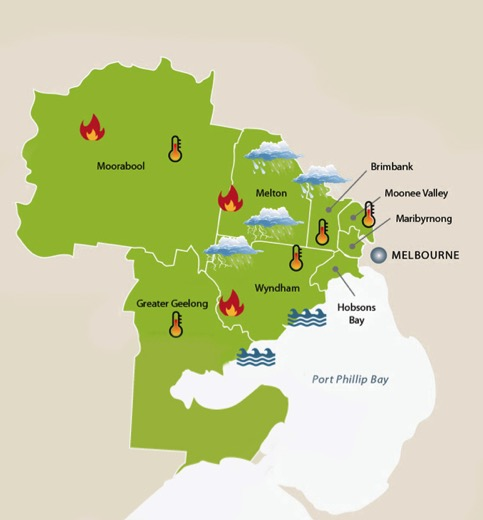 Brimbank
Moorabool
Melton
Moonee Valley
Maribyrnong
MELBOURNE
Wyndham
Greater Geelong
Hobsons
Bay
Port Phillip Bay